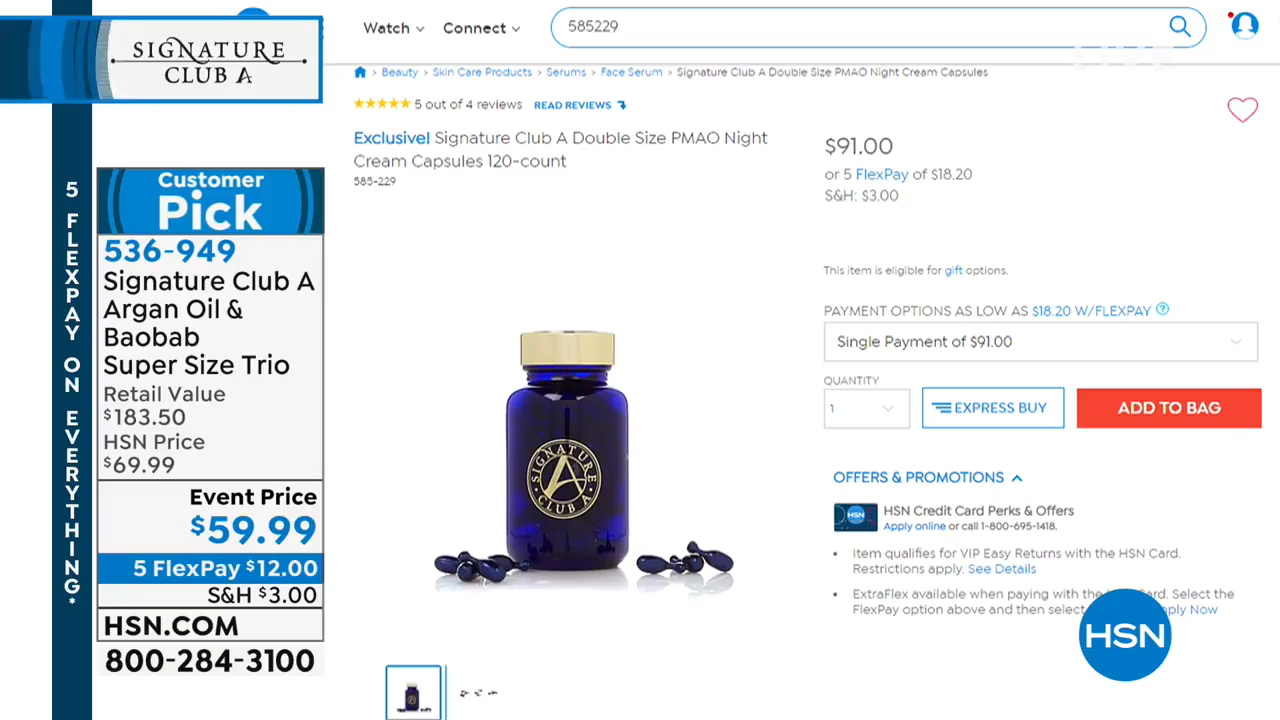 SIGNATURE
CLUB A
5 FLEXPAY ON EVERYTHING*
Customer
Pick
536-949
Signature Club A
Argan Oil &
Baobab
Super Size Trio
Retail Value
$183.50
HSN Price
$69.99
Event Price
$59.99
5 FlexPay $12.00
S&H $3.00
HSN.COM
800-284-3100
Watch
Connect
585229
LIVE
> Beauty > Skin Care Products > Serums > Face Serum > Signature Club A Double Size PMAO Night Cream Capsules
5 out of 4 reviews READ REVIEWS
Exclusive! Signature Club A Double Size PMAO Night
Cream Capsules 120-count
585-229
SIGNATURE
A
CLUB A
$91.00
or 5 FlexPay of $18.20
S&H: $3.00
This item is eligible for gift options.
PAYMENT OPTIONS AS LOW AS $18.20 W/FLEXPAY ?
Single Payment of $91.00
QUANTITY
1
EXPRESS BUY
ADD TO BAG
OFFERS & PROMOTIONS
HSN
HSN Credit Card Perks & Offers
Apply online or call 1-800-695-1418.
• Item qualifies for VIP Easy Returns with the HSN Card.
Restrictions apply. See Details
• ExtraFlex available when paying with the Card. Select the
FlexPay option above and then select Now
HSN